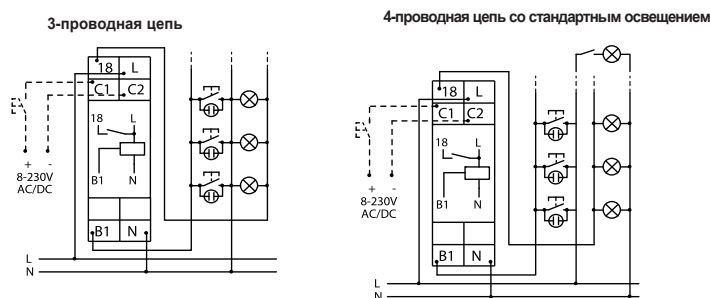 3-проводная цепь
18 L
C1 C2
18 L
B1 N
+ -
8-230V
AC/DC
B1 N
L
N
4-проводная цепь со стандартным освещением
18 L
C1 C2
18 L
B1 N
+ -
8-230V
AC/DC
B1 N
L
N